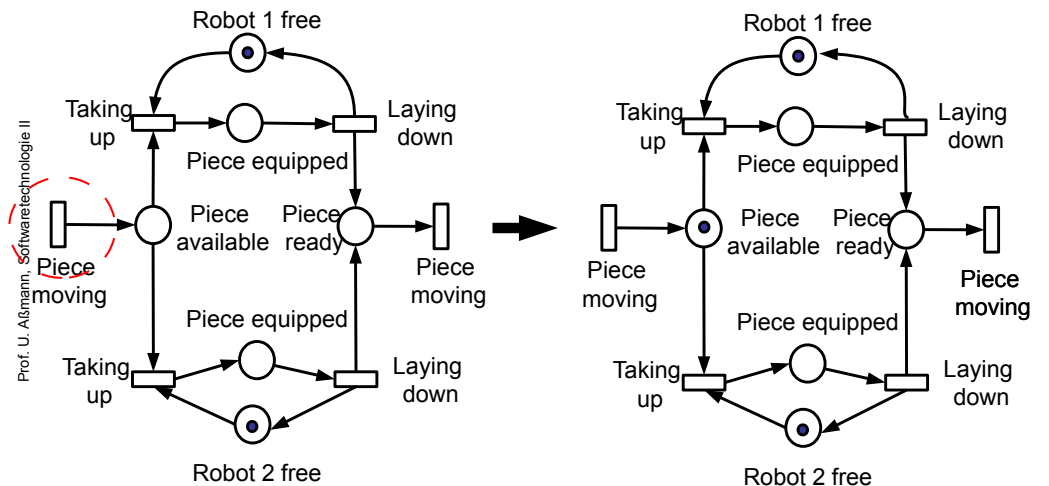 Robot 1 free
Taking
up
Laying
down
Piece equipped
Prof. U. Aßmann, Softwaretechnologie II
Piece
available
Piece
ready
Piece
moving
Piece
moving
Piece equipped
Taking
up
Laying
down
Robot 2 free
Robot 1 free
Taking
up
Laying
down
Piece equipped
Piece
available
Piece
ready
Piece
moving
Piece
moving
Piece equipped
Taking
up
Laying
down
Robot 2 free